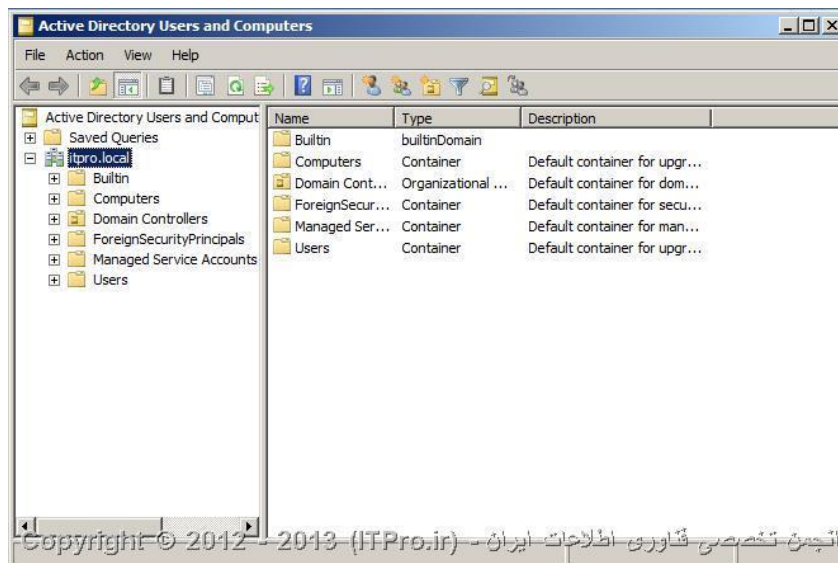 Active Directory Users and Computers
File Action View Help
Active Directory Users and Comput
Saved Queries
itpro.local
Builtin
Computers
Domain Controllers
ForeignSecurityPrincipals
Managed Service Accounts
Users
Name Type Description
Builtin builtinDomain
Computers Container Default container for upgr...
Domain Cont... Organizational ... Default container for dom...
ForeignSecur... Container Default container for secu...
Managed Ser... Container Default container for man...
Users Container Default container for upgr...
Copyright © 2012 - 2013 (ITPro.ir) - انجمن تخصصی فناوری اطلاعات ایران